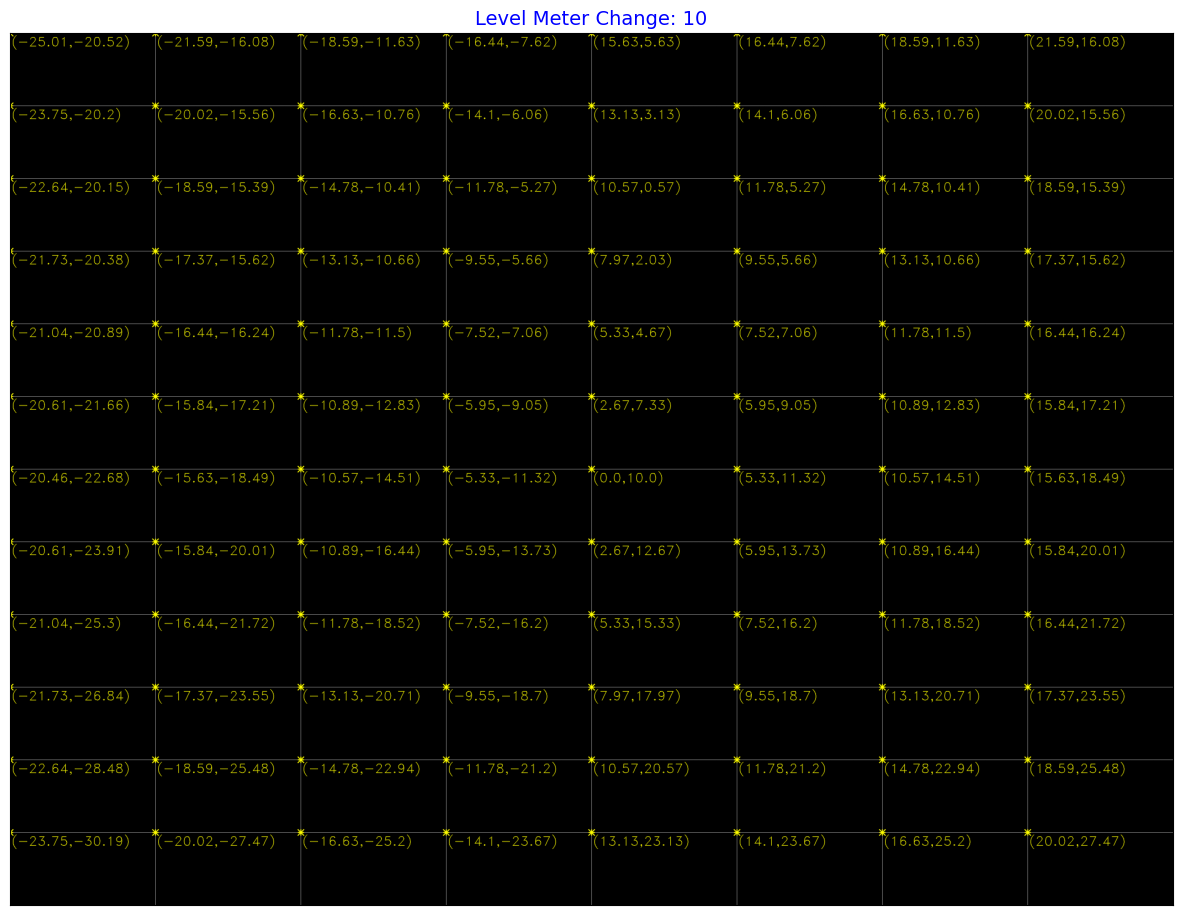 Level Meter Change: 10
(-25.01,-20.52) (-21.59,-16.08) (-18.59,-11.63) (-16.44,-7.62) (15.63,5.63) (16.44,7.62) (18.59,11.63) (21.59,16.08)
(-23.75,-20.2) (-20.02,-15.56) (-16.63,-10.76) (-14.1,-6.06) (13.13,3.13) (14.1,6.06) (16.63,10.76) (20.02,15.56)
(-22.64,-20.15) (-18.59,-15.39) (-14.78,-10.41) (-11.78,-5.27) (10.57,0.57) (11.78,5.27) (14.78,10.41) (18.59,15.39)
(-21.73,-20.38) (-17.37,-15.62) (-13.13,-10.66) (-9.55,-5.66) (7.97,2.03) (9.55,5.66) (13.13,10.66) (17.37,15.62)
(-21.04,-20.89) (-16.44,-16.24) (-11.78,-11.5) (-7.52,-7.06) (5.33,4.67) (7.52,7.06) (11.78,11.5) (16.44,16.24)
(-20.61,-21.66) (-15.84,-17.21) (-10.89,-12.83) (-5.95,-9.05) (2.67,7.33) (5.95,9.05) (10.89,12.83) (15.84,17.21)
(-20.46,-22.68) (-15.63,-18.49) (-10.57,-14.51) (-5.33,-11.32) (0.0,10.0) (5.33,11.32) (10.57,14.51) (15.63,18.49)
(-20.61,-23.91) (-15.84,-20.01) (-10.89,-16.44) (-5.95,-13.73) (2.67,12.67) (5.95,13.73) (10.89,16.44) (15.84,20.01)
(-21.04,-25.3) (-16.44,-21.72) (-11.78,-18.52) (-7.52,-16.2) (5.33,15.33) (7.52,16.2) (11.78,18.52) (16.44,21.72)
(-21.73,-26.84) (-17.37,-23.55) (-13.13,-20.71) (-9.55,-18.7) (7.97,17.97) (9.55,18.7) (13.13,20.71) (17.37,23.55)
(-22.64,-28.48) (-18.59,-25.48) (-14.78,-22.94) (-11.78,-21.2) (10.57,20.57) (11.78,21.2) (14.78,22.94) (18.59,25.48)
(-23.75,-30.19) (-20.02,-27.47) (-16.63,-25.2) (-14.1,-23.67) (13.13,23.13) (14.1,23.67) (16.63,25.2) (20.02,27.47)